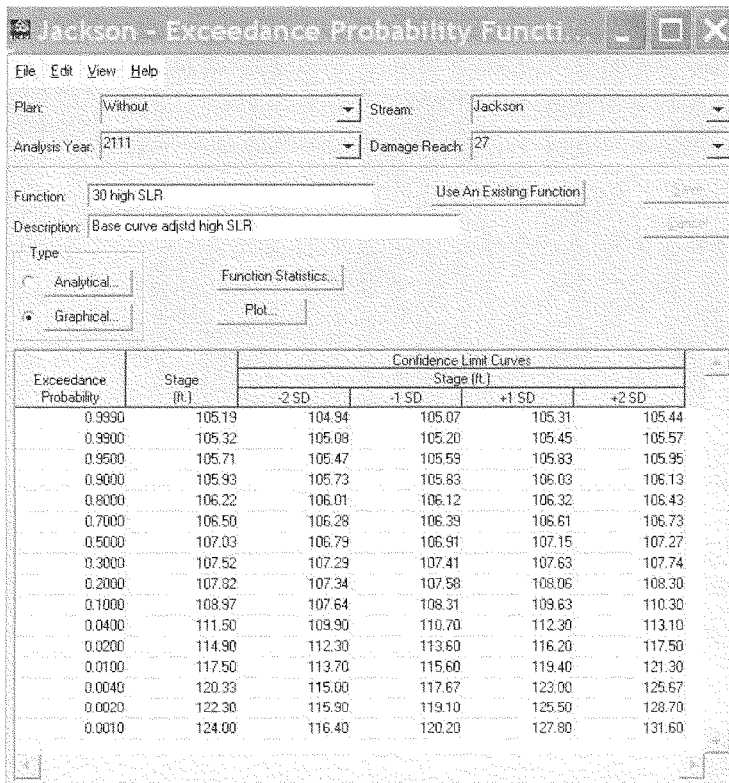 Jackson - Exceedance Probability Functi...
File Edit View Help
Plan: Without Stream: Jackson
Analysis Year: 2111 Damage Reach: 27
Function: 30 high SLR Use An Existing Function Save
Description: Base curve adjstd high SLR Cancel
Type
Analytical... Function Statistics...
Graphical... Plot...
Confidence Limit Curves
Exceedance Stage Stage (ft.)
Probability (ft.) -2 SD -1 SD +1 SD +2 SD
0.9990 105.19 104.94 105.07 105.31 105.44
0.9900 105.32 105.08 105.20 105.45 105.57
0.9500 105.71 105.47 105.59 105.83 105.95
0.9000 105.93 105.73 105.83 106.03 106.13
0.8000 106.22 106.01 106.12 106.32 106.43
0.7000 106.50 106.28 106.39 106.61 106.73
0.5000 107.03 106.79 106.91 107.15 107.27
0.3000 107.52 107.29 107.41 107.63 107.74
0.2000 107.82 107.34 107.58 108.06 108.30
0.1000 108.97 107.64 108.31 109.63 110.30
0.0400 111.50 109.90 110.70 112.30 113.10
0.0200 114.90 112.30 113.60 116.20 117.50
0.0100 117.50 113.70 115.60 119.40 121.30
0.0040 120.33 115.00 117.67 123.00 125.67
0.0020 122.30 115.90 119.10 125.50 128.70
0.0010 124.00 116.40 120.20 127.80 131.60